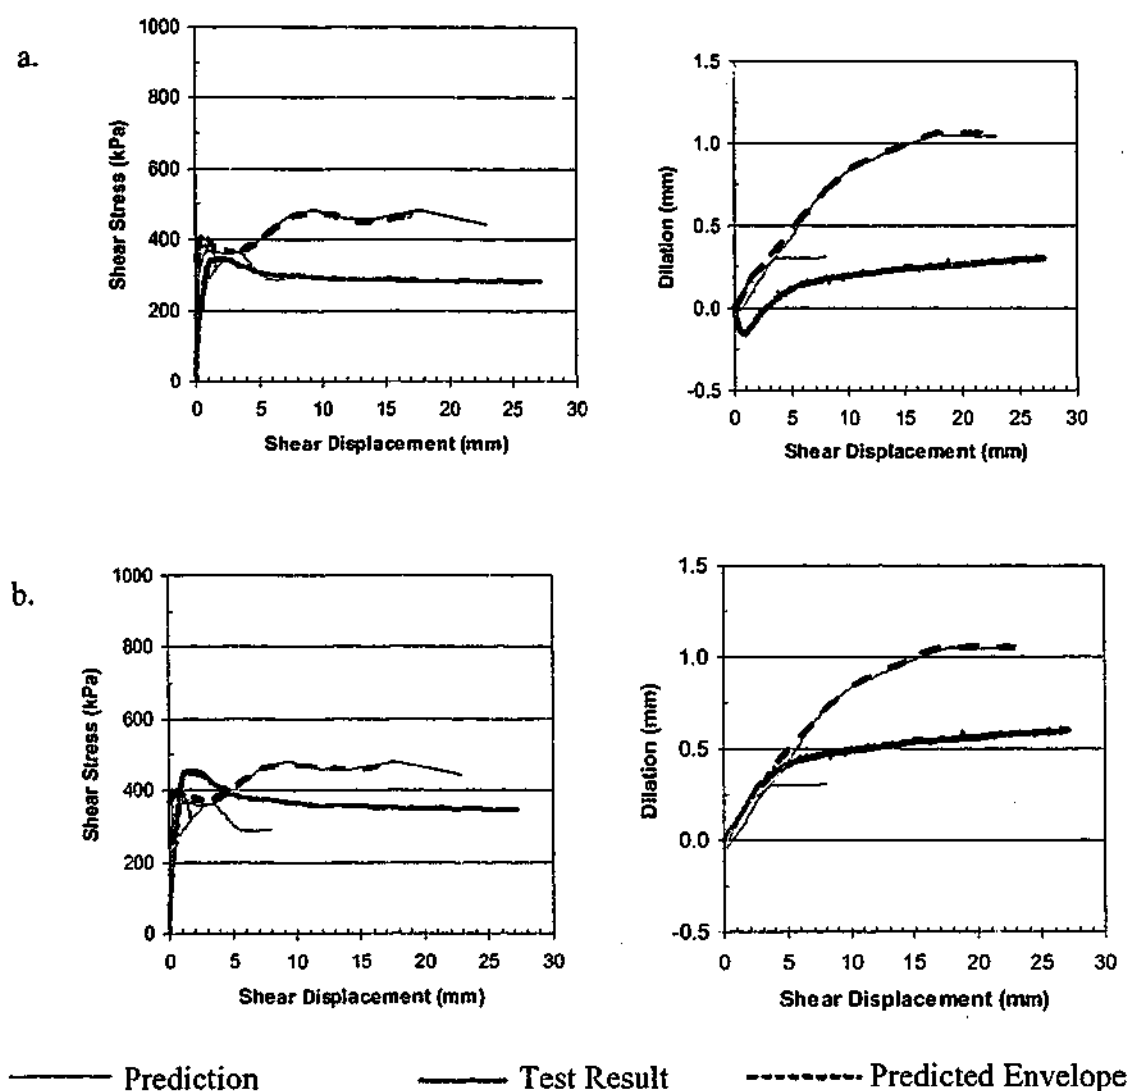 a.
Shear Stress (kPa)
1000
800
600
400
200
0
0 5 10 15 20 25 30
Shear Displacement (mm)
Dilation (mm)
1.5
1.0
0.5
0.0
-0.5
0 5 10 15 20 25 30
Shear Displacement (mm)
b.
Shear Stress (kPa)
1000
800
600
400
200
0
0 5 10 15 20 25 30
Shear Displacement (mm)
Dilation (mm)
1.5
1.0
0.5
0.0
-0.5
0 5 10 15 20 25 30
Shear Displacement (mm)
Prediction Test Result Predicted Envelope